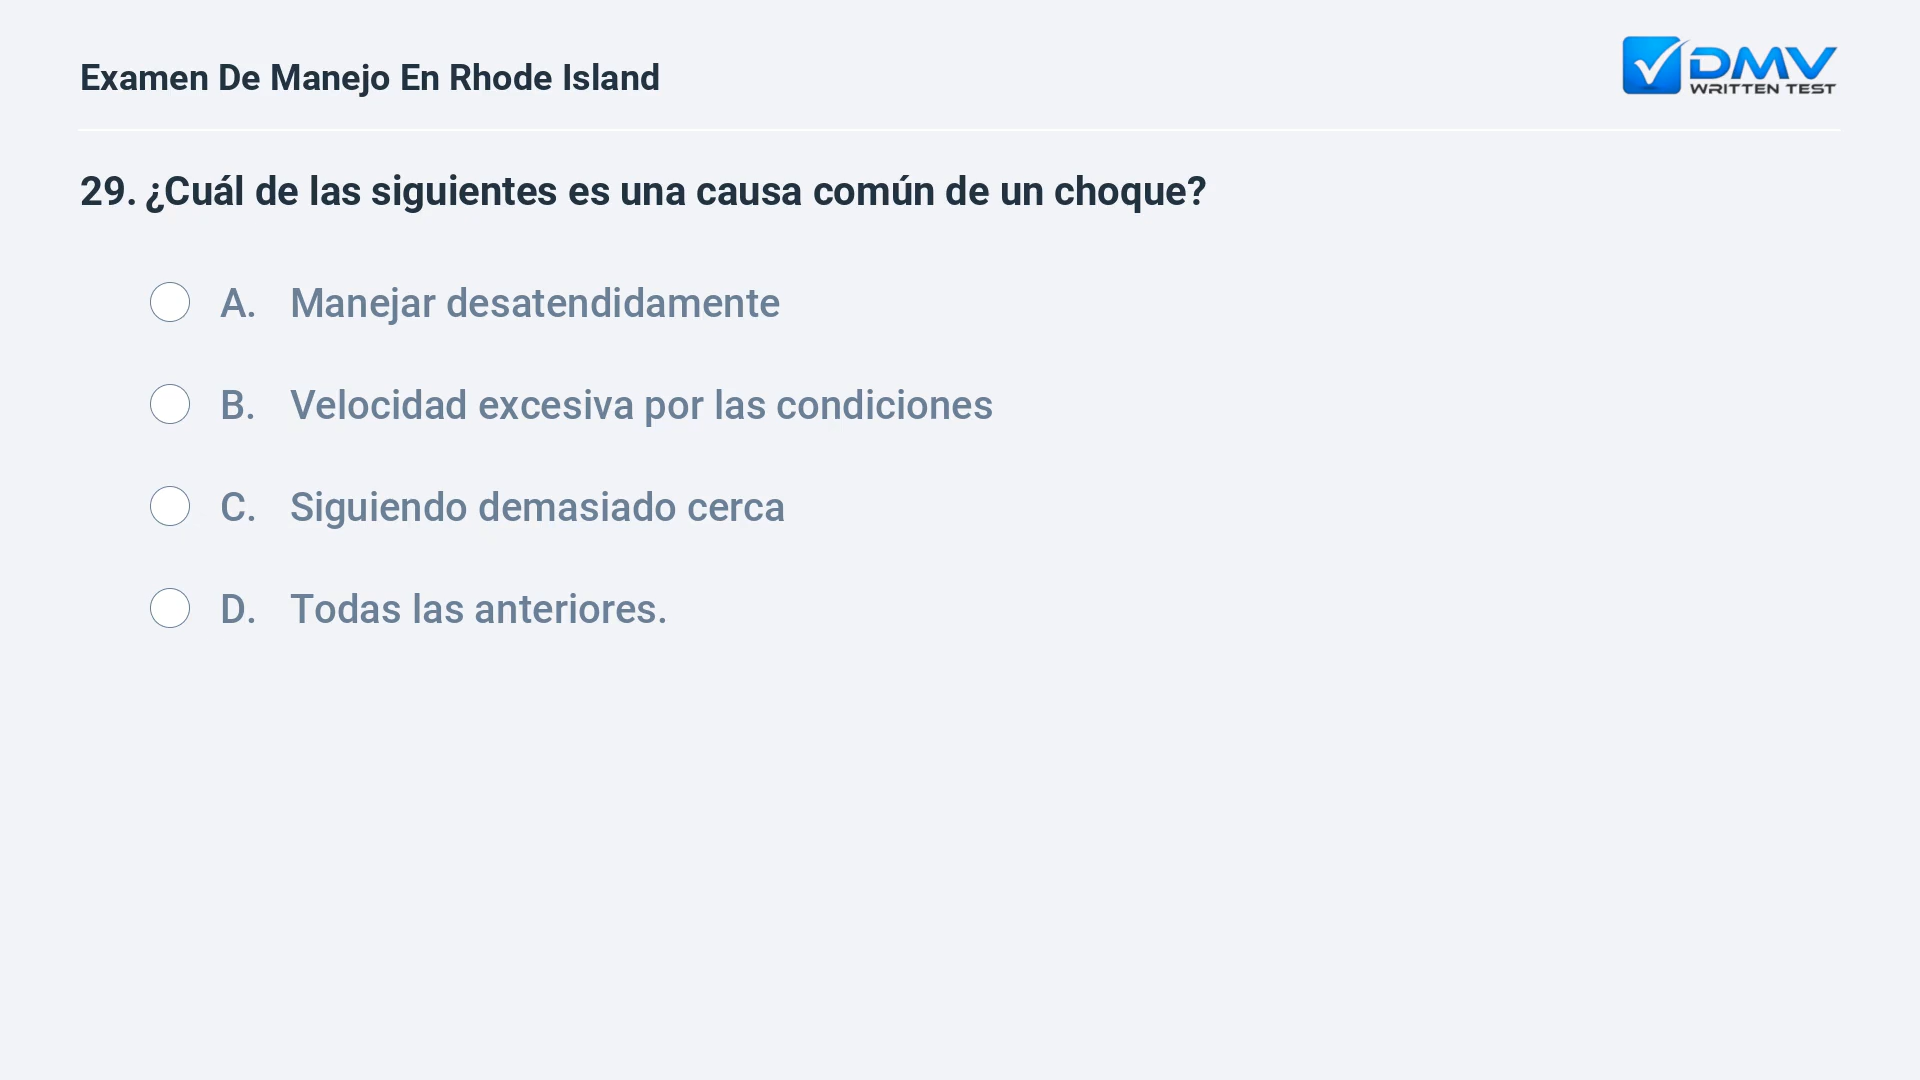 Examen De Manejo En Rhode Island
DMV
WRITTEN TEST
29. ¿Cuál de las siguientes es una causa común de un choque?
A. Manejar desatendidamente
B. Velocidad excesiva por las condiciones
C. Siguiendo demasiado cerca
D. Todas las anteriores.